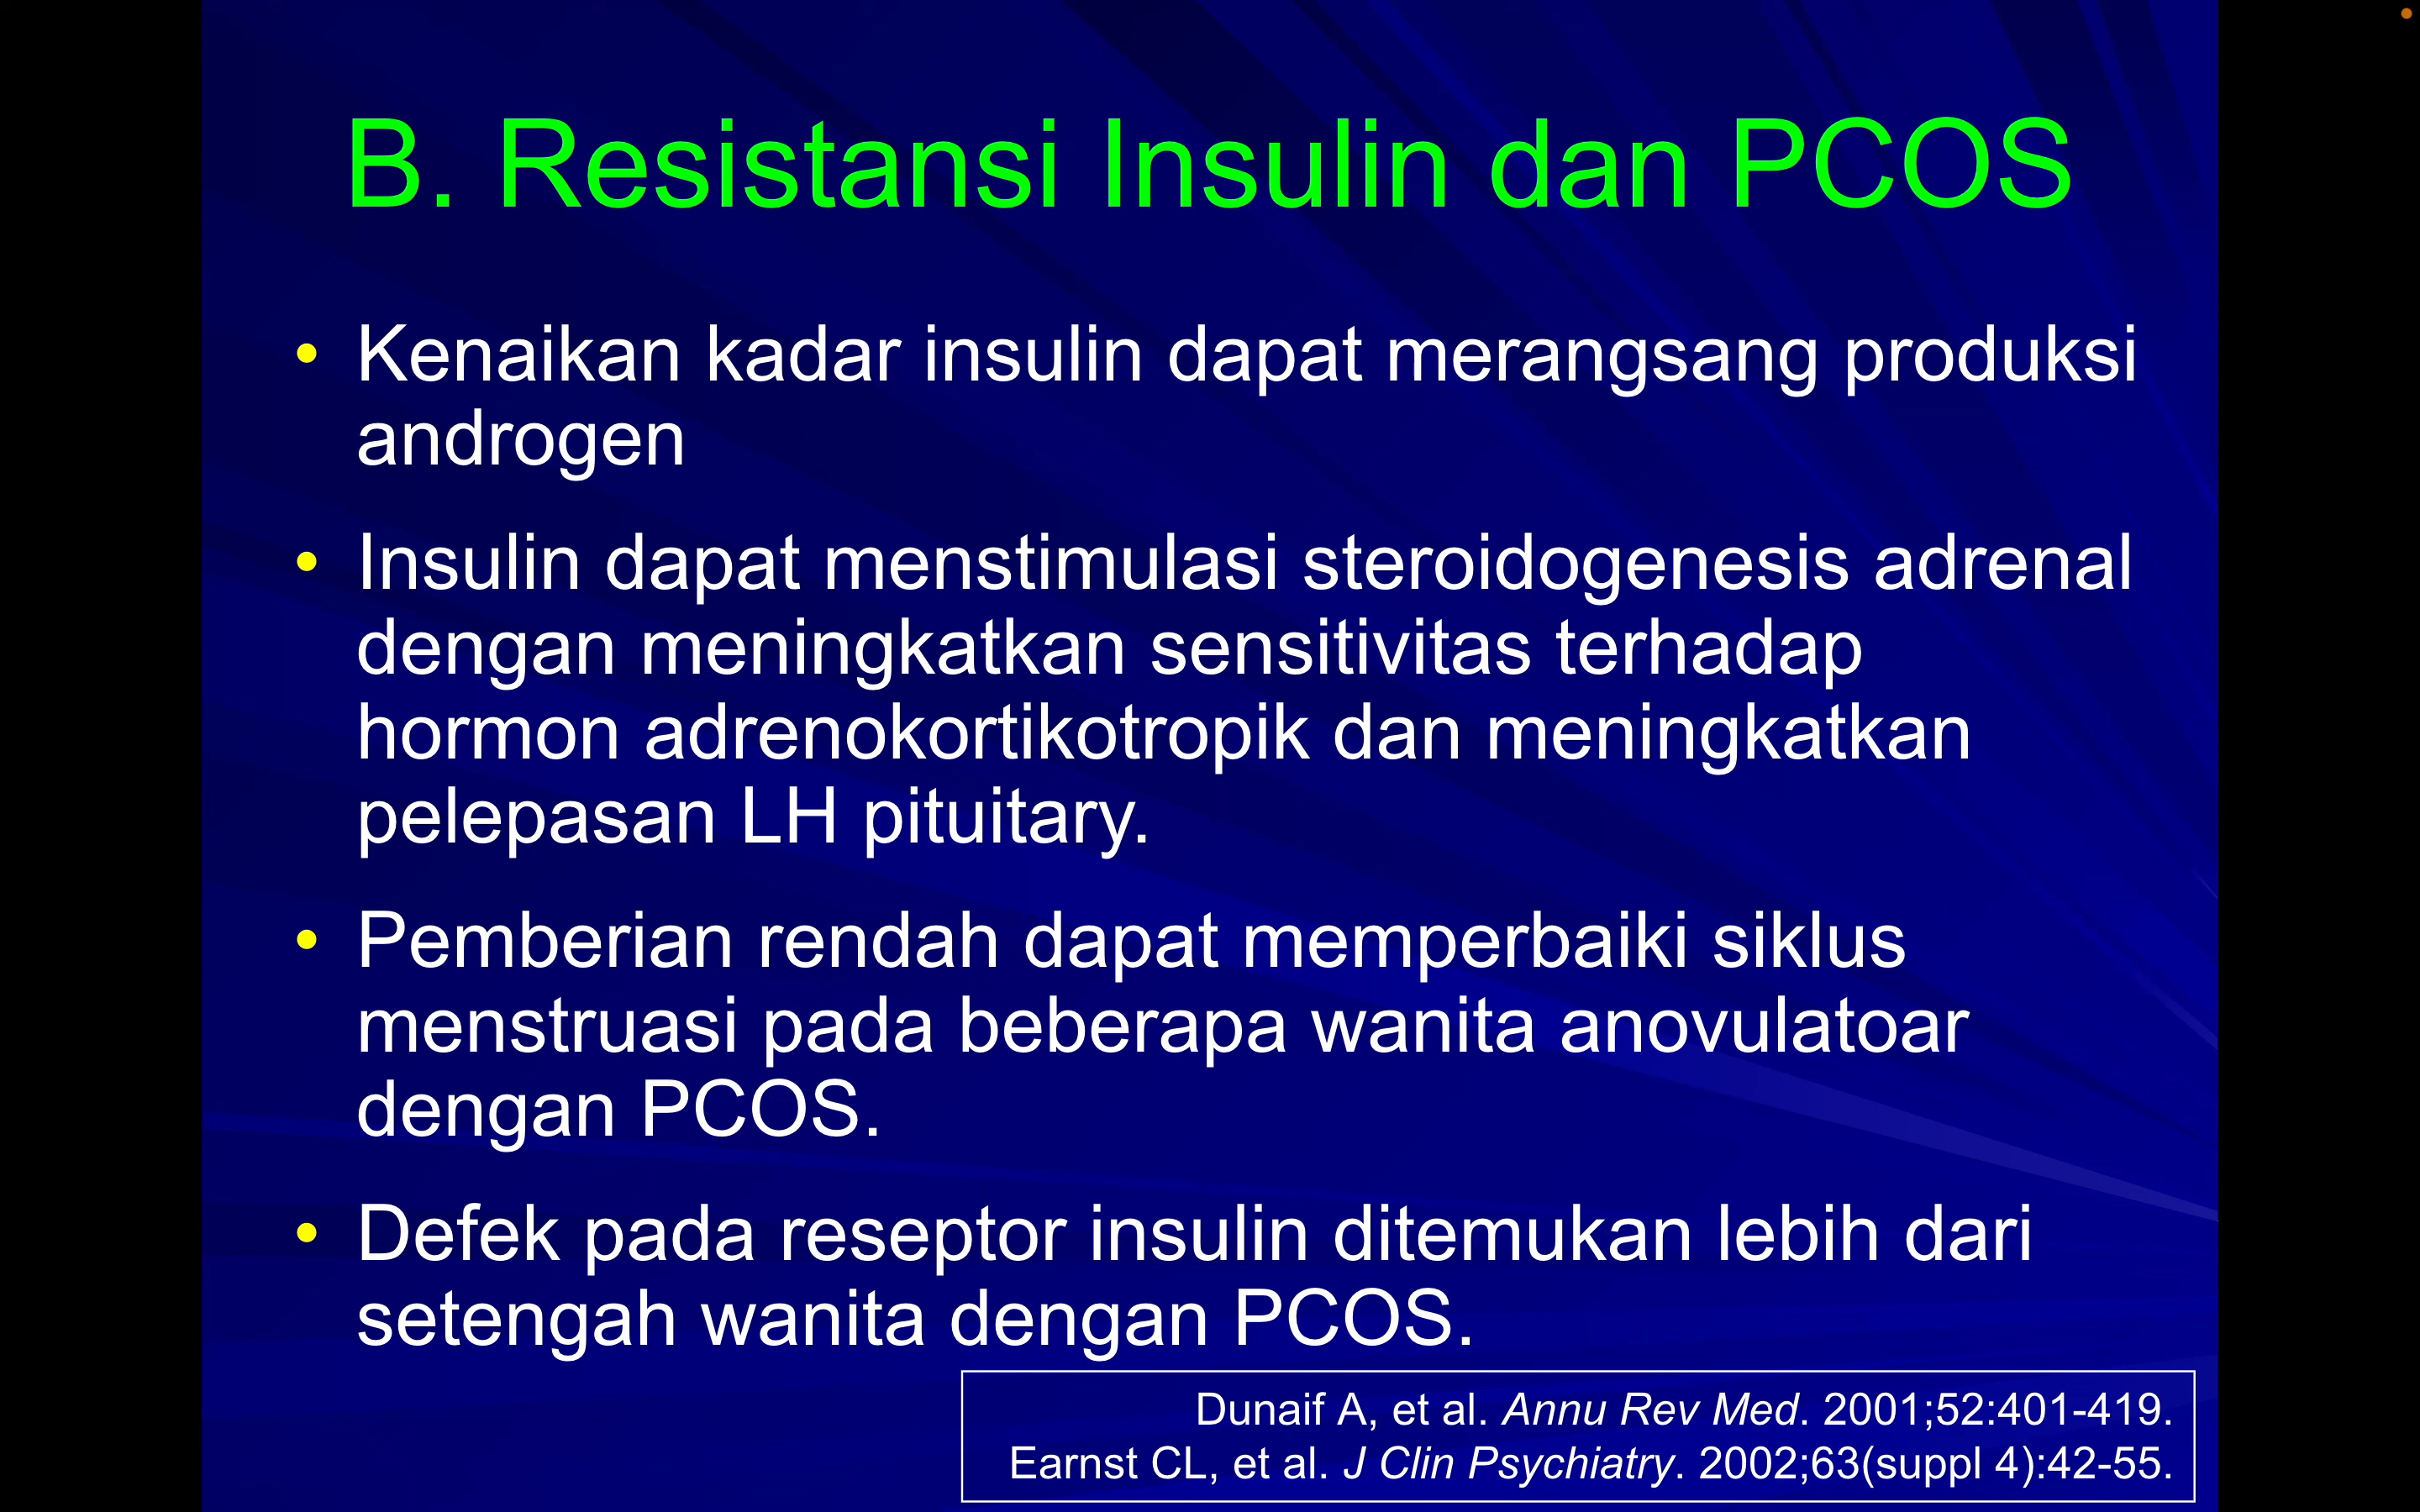 B. Resistansi Insulin dan PCOS
• Kenaikan kadar insulin dapat merangsang produksi
androgen
• Insulin dapat menstimulasi steroidogenesis adrenal
dengan meningkatkan sensitivitas terhadap
hormon adrenokortikotropik dan meningkatkan
pelepasan LH pituitary.
• Pemberian rendah dapat memperbaiki siklus
menstruasi pada beberapa wanita anovulatoar
dengan PCOS.
• Defek pada reseptor insulin ditemukan lebih dari
setengah wanita dengan PCOS.
Dunaif A, et al. Annu Rev Med. 2001;52:401-419.
Earnst CL, et al. J Clin Psychiatry. 2002;63(suppl 4):42-55.